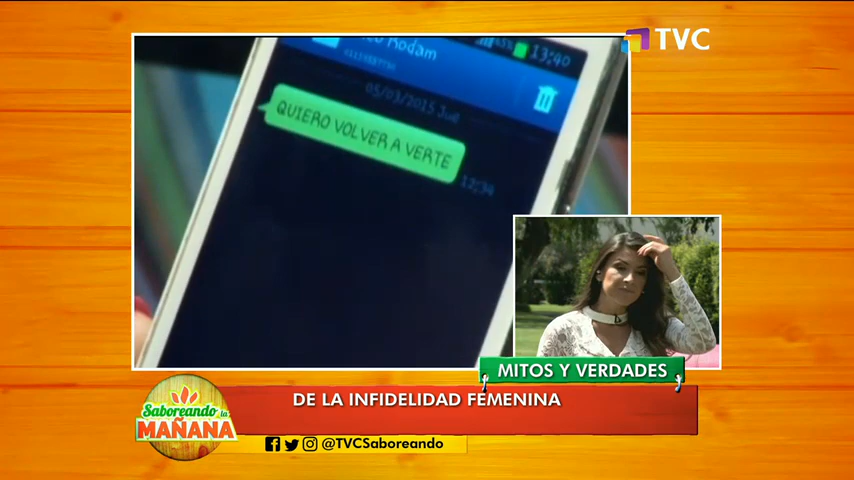 TVC
13:40
05/03/2015
QUIERO VOLVER A VERTE
12:34
MITOS Y VERDADES
DE LA INFIDELIDAD FEMENINA
Saboreando la
MAÑANA
@TVCSaboreando